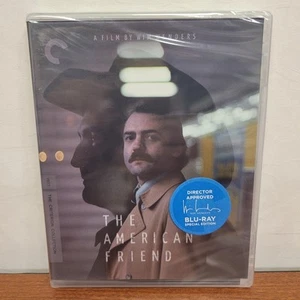 A FILM BY WIM WENDERS
THE
AMERICAN
FRIEND
DIRECTOR
APPROVED
BLU-RAY
SPECIAL EDITION